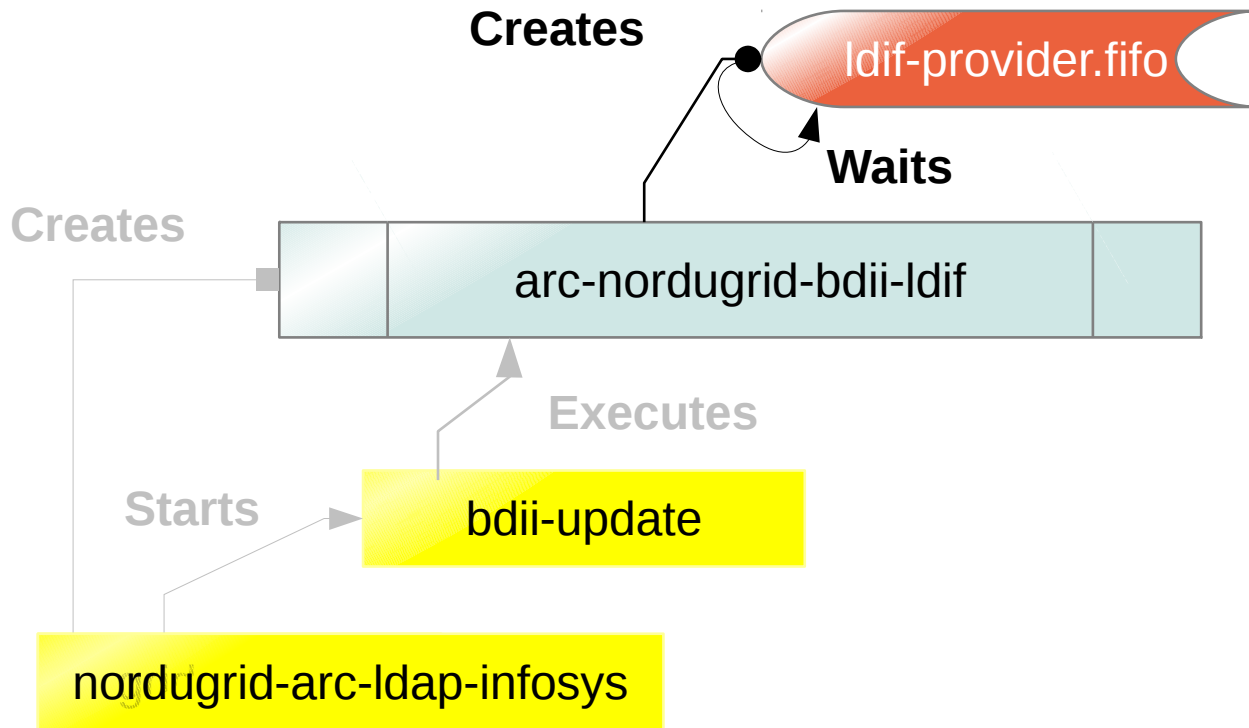 Creates
ldif-provider.fifo
Waits
Creates
arc-nordugrid-bdii-ldif
Executes
Starts
bdii-update
nordugrid-arc-ldap-infosys